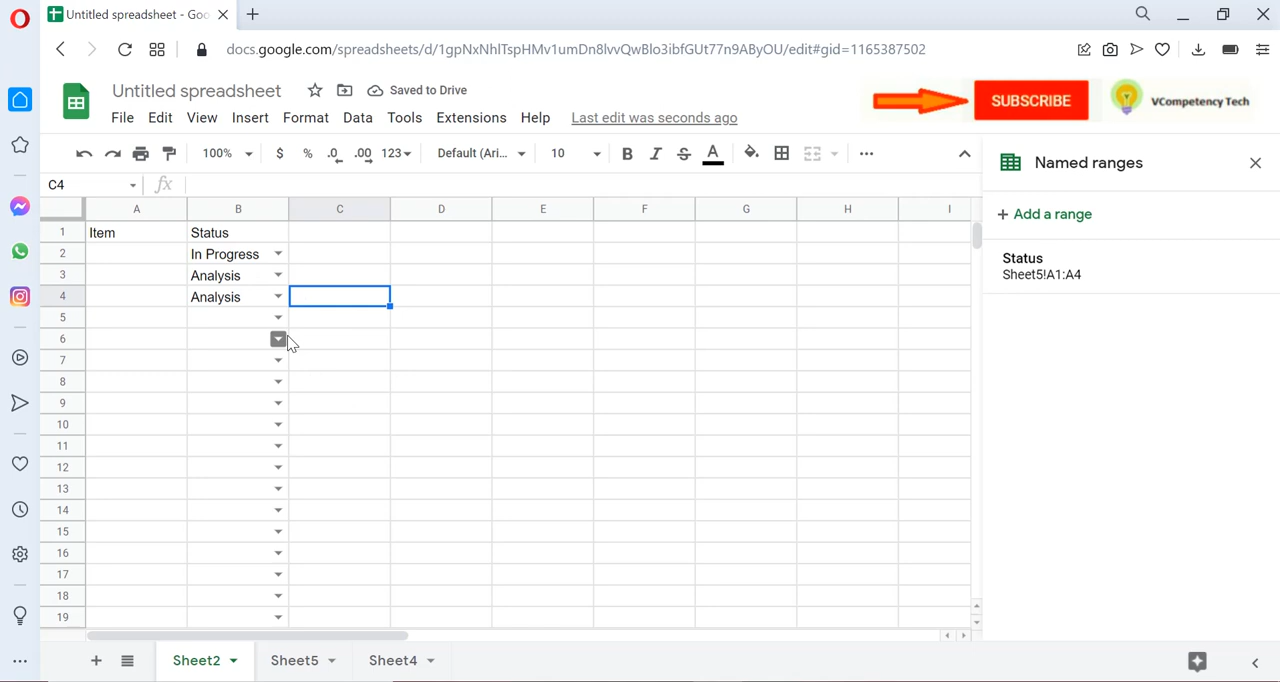 Untitled spreadsheet - Goo
docs.google.com/spreadsheets/d/1gpNxNhlTspHMv1umDn8lvvQwBlo3ibfGUt77n9AByOU/edit#gid=1165387502
Untitled spreadsheet
Saved to Drive
File Edit View Insert Format Data Tools Extensions Help Last edit was seconds ago
SUBSCRIBE
VCompetency Tech
100% $ % .0 .00 123 Default (Ari... 10 B I S A
Named ranges
C4 fx
A B C D E F G H I
+ Add a range
1 Item Status
2 In Progress
Status
3 Analysis
Sheet5!A1:A4
4 Analysis
5
6
7
8
9
10
11
12
13
14
15
16
17
18
19
Sheet2 Sheet5 Sheet4